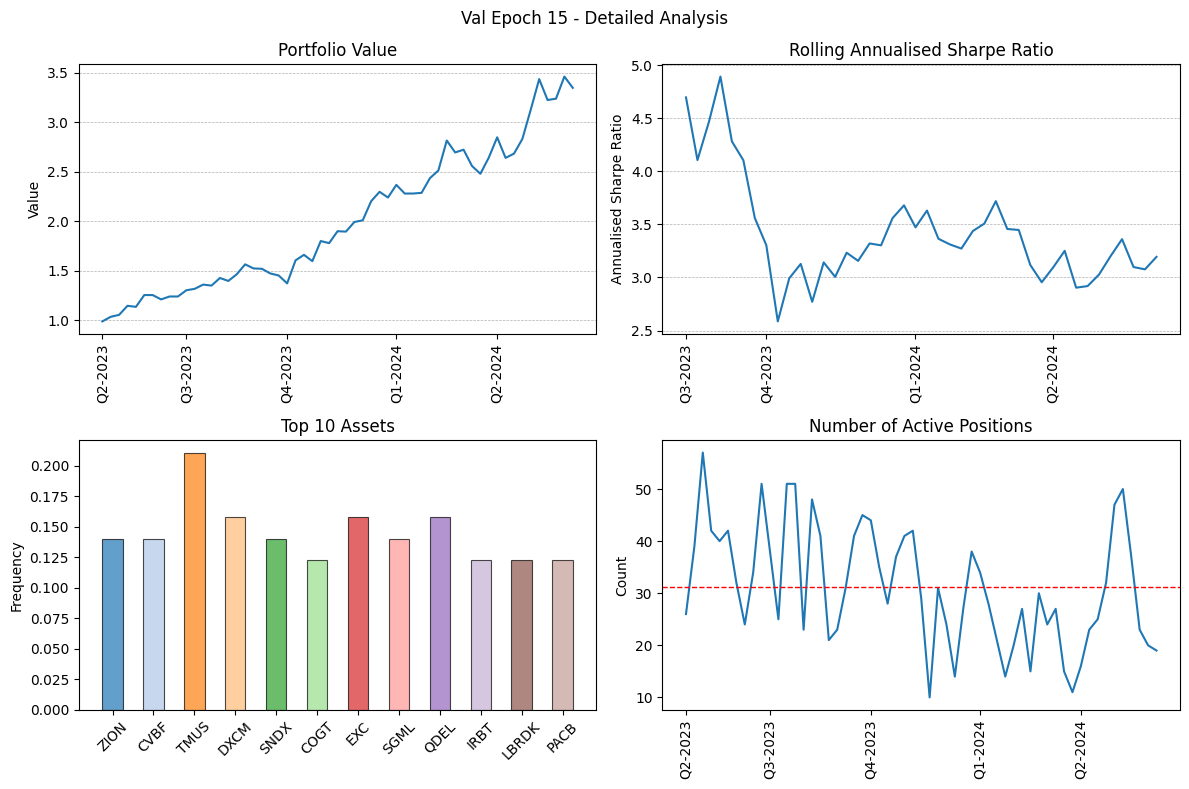 Val Epoch 15 - Detailed Analysis
Portfolio Value
Value
3.5
3.0
2.5
2.0
1.5
1.0
Q2-2023
Q3-2023
Q4-2023
Q1-2024
Q2-2024
Rolling Annualised Sharpe Ratio
Annualised Sharpe Ratio
5.0
4.5
4.0
3.5
3.0
2.5
Q3-2023
Q4-2023
Q1-2024
Q2-2024
Top 10 Assets
Frequency
0.200
0.175
0.150
0.125
0.100
0.075
0.050
0.025
0.000
ZION
CVBF
TMUS
DXCM
SNDX
COGT
EXC
SGML
QDEL
IRBT
LBRDK
PACB
Number of Active Positions
Count
50
40
30
20
10
Q2-2023
Q3-2023
Q4-2023
Q1-2024
Q2-2024